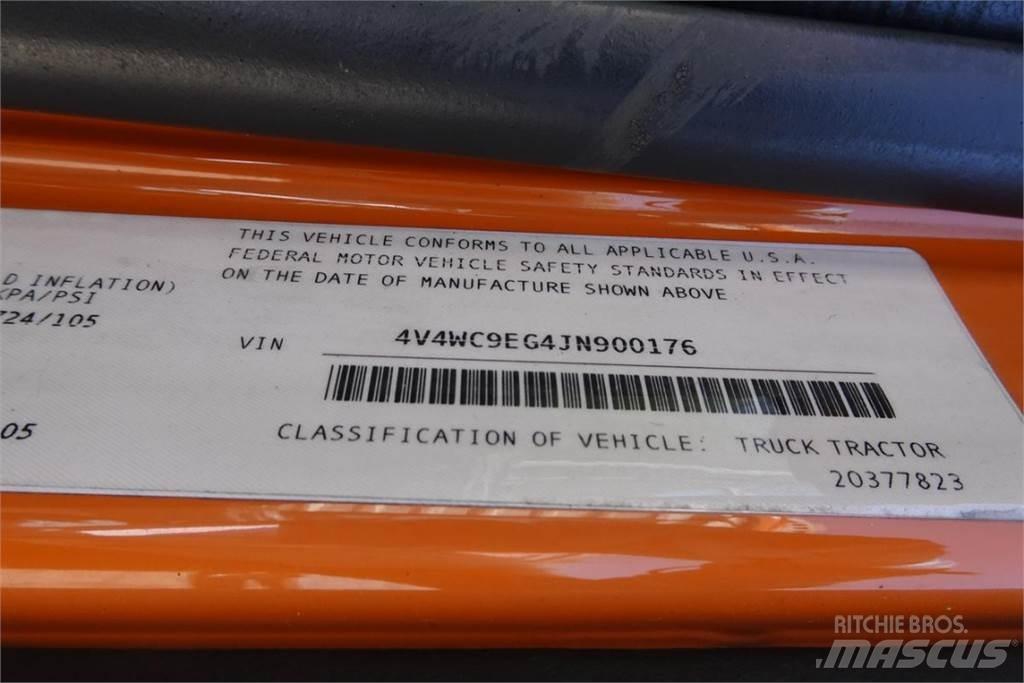 THIS VEHICLE CONFORMS TO ALL APPLICABLE U.S.A.
FEDERAL MOTOR VEHICLE SAFETY STANDARDS IN EFFECT
ON THE DATE OF MANUFACTURE SHOWN ABOVE
D INFLATION)
KPA/PSI
724/105
VIN 4V4WC9EG4JN900176
05
CLASSIFICATION OF VEHICLE: TRUCK TRACTOR
20377823
RITCHIE BROS.
MASCUS